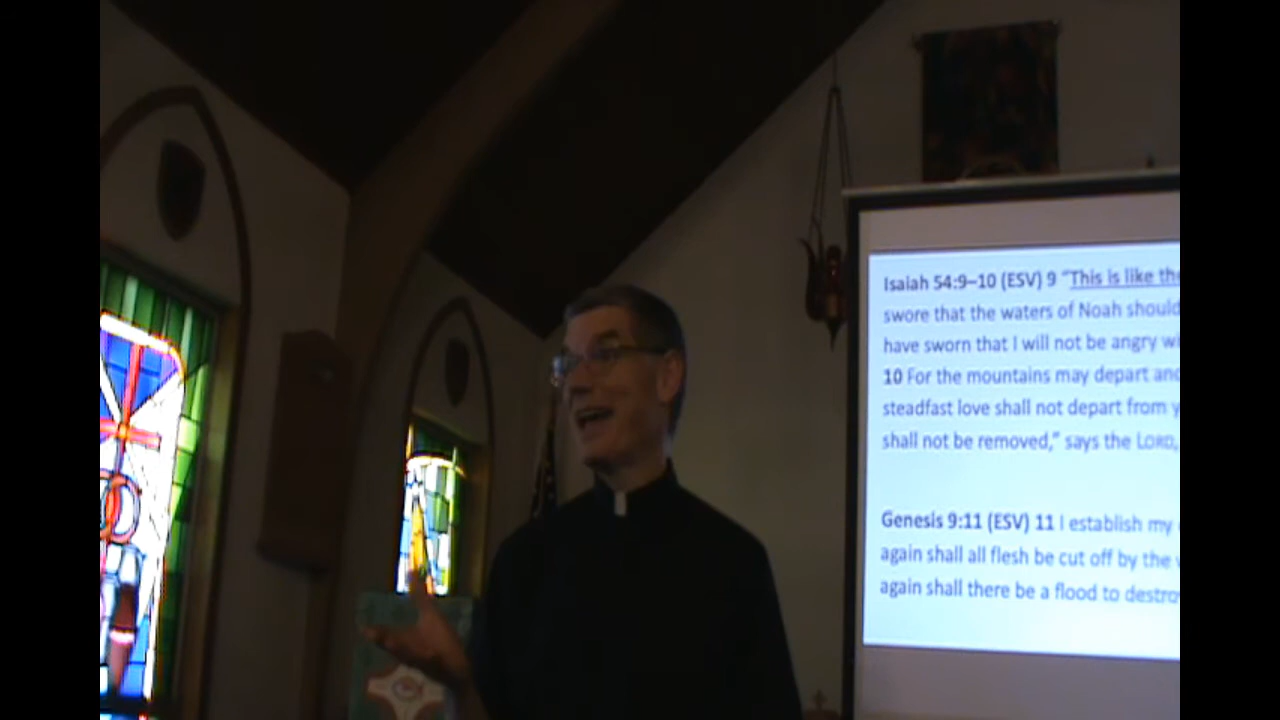 Isaiah 54:9–10 (ESV) 9 “This is like the
swore that the waters of Noah should
have sworn that I will not be angry wi
10 For the mountains may depart and
steadfast love shall not depart from y
shall not be removed,” says the LORD,
Genesis 9:11 (ESV) 11 I establish my
again shall all flesh be cut off by the
again shall there be a flood to destro